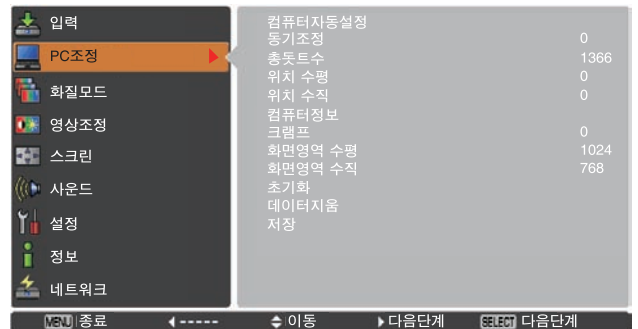 입력
PC조정
화질모드
영상조정
스크린
사운드
설정
정보
네트워크
컴퓨터자동설정
동기조정 0
총돗트수 1366
위치 수평 0
위치 수직 0
컴퓨터정보
크램프 0
화면영역 수평 1024
화면영역 수직 768
초기화
데이터지움
저장
MENU 종료 ----- 이동 다음단계 SELECT 다음단계